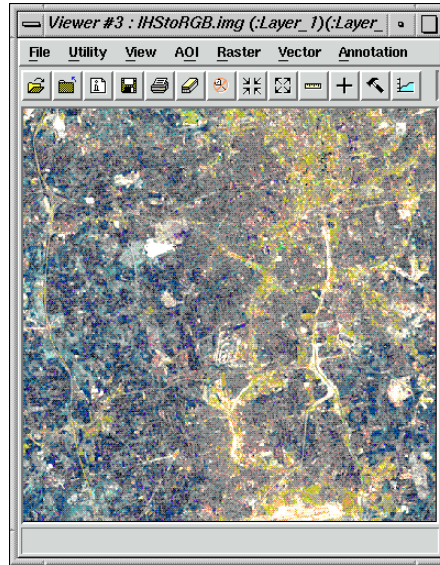 Viewer #3 : IHStoRGB.img (:Layer_1)(:Layer_
File Utility View AOI Raster Vector Annotation